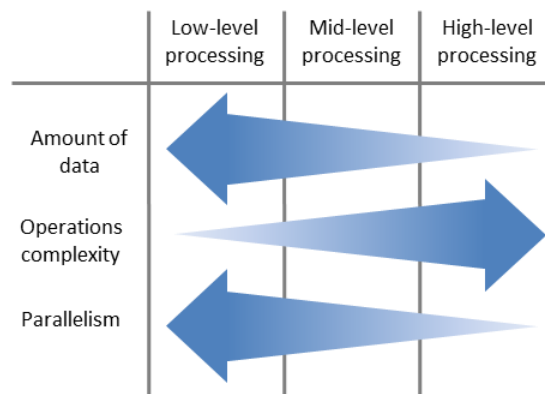 Low-level Mid-level High-level
processing processing processing
Amount of
data
Operations
complexity
Parallelism